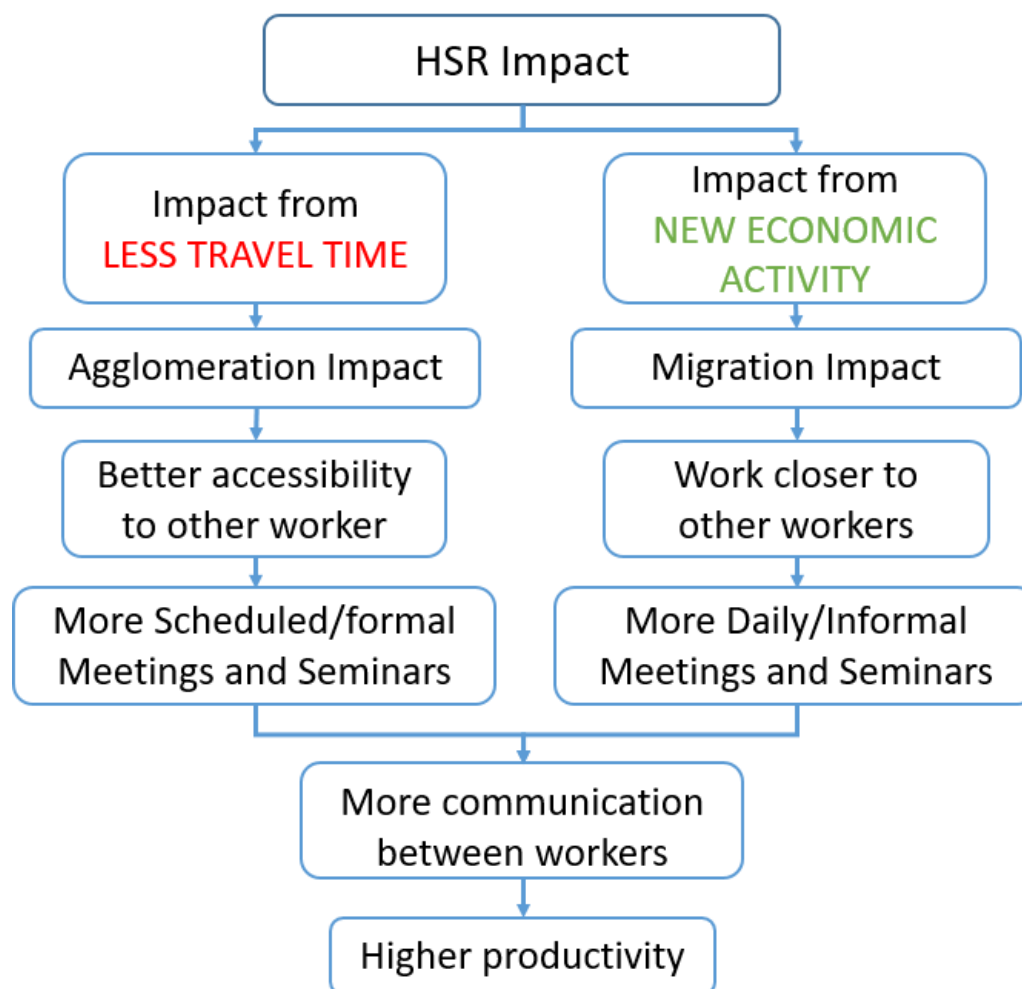 HSR Impact
Impact from
LESS TRAVEL TIME
Impact from
NEW ECONOMIC
ACTIVITY
Agglomeration Impact
Migration Impact
Better accessibility
to other worker
Work closer to
other workers
More Scheduled/formal
Meetings and Seminars
More Daily/Informal
Meetings and Seminars
More communication
between workers
Higher productivity